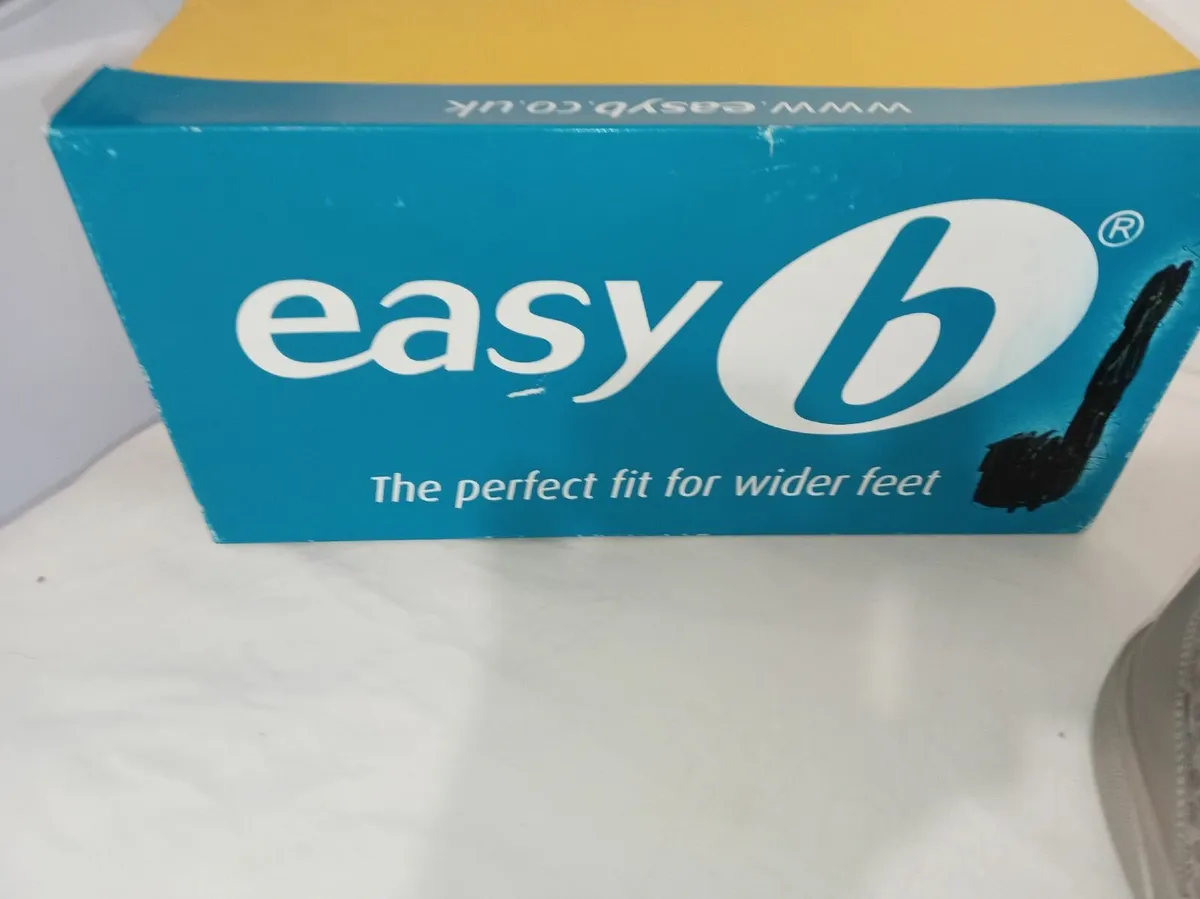 www.easyb.co.uk
easy b ®
The perfect fit for wider feet